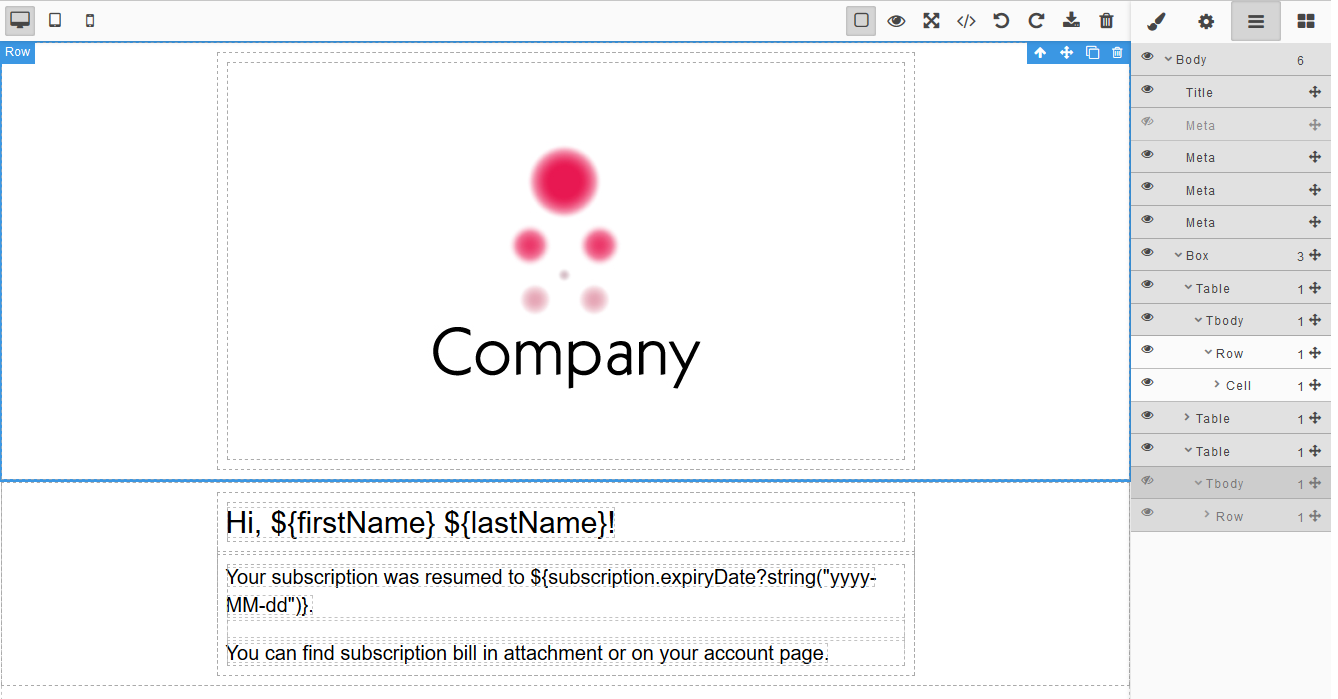 Row
Company
Hi, ${firstName} ${lastName}!
Your subscription was resumed to ${subscription.expiryDate?string("yyyy-
MM-dd")}.
You can find subscription bill in attachment or on your account page.
Body 6
Title
Meta
Meta
Meta
Meta
Box 3
Table 1
Tbody 1
Row 1
Cell 1
Table 1
Table 1
Tbody 1
Row 1